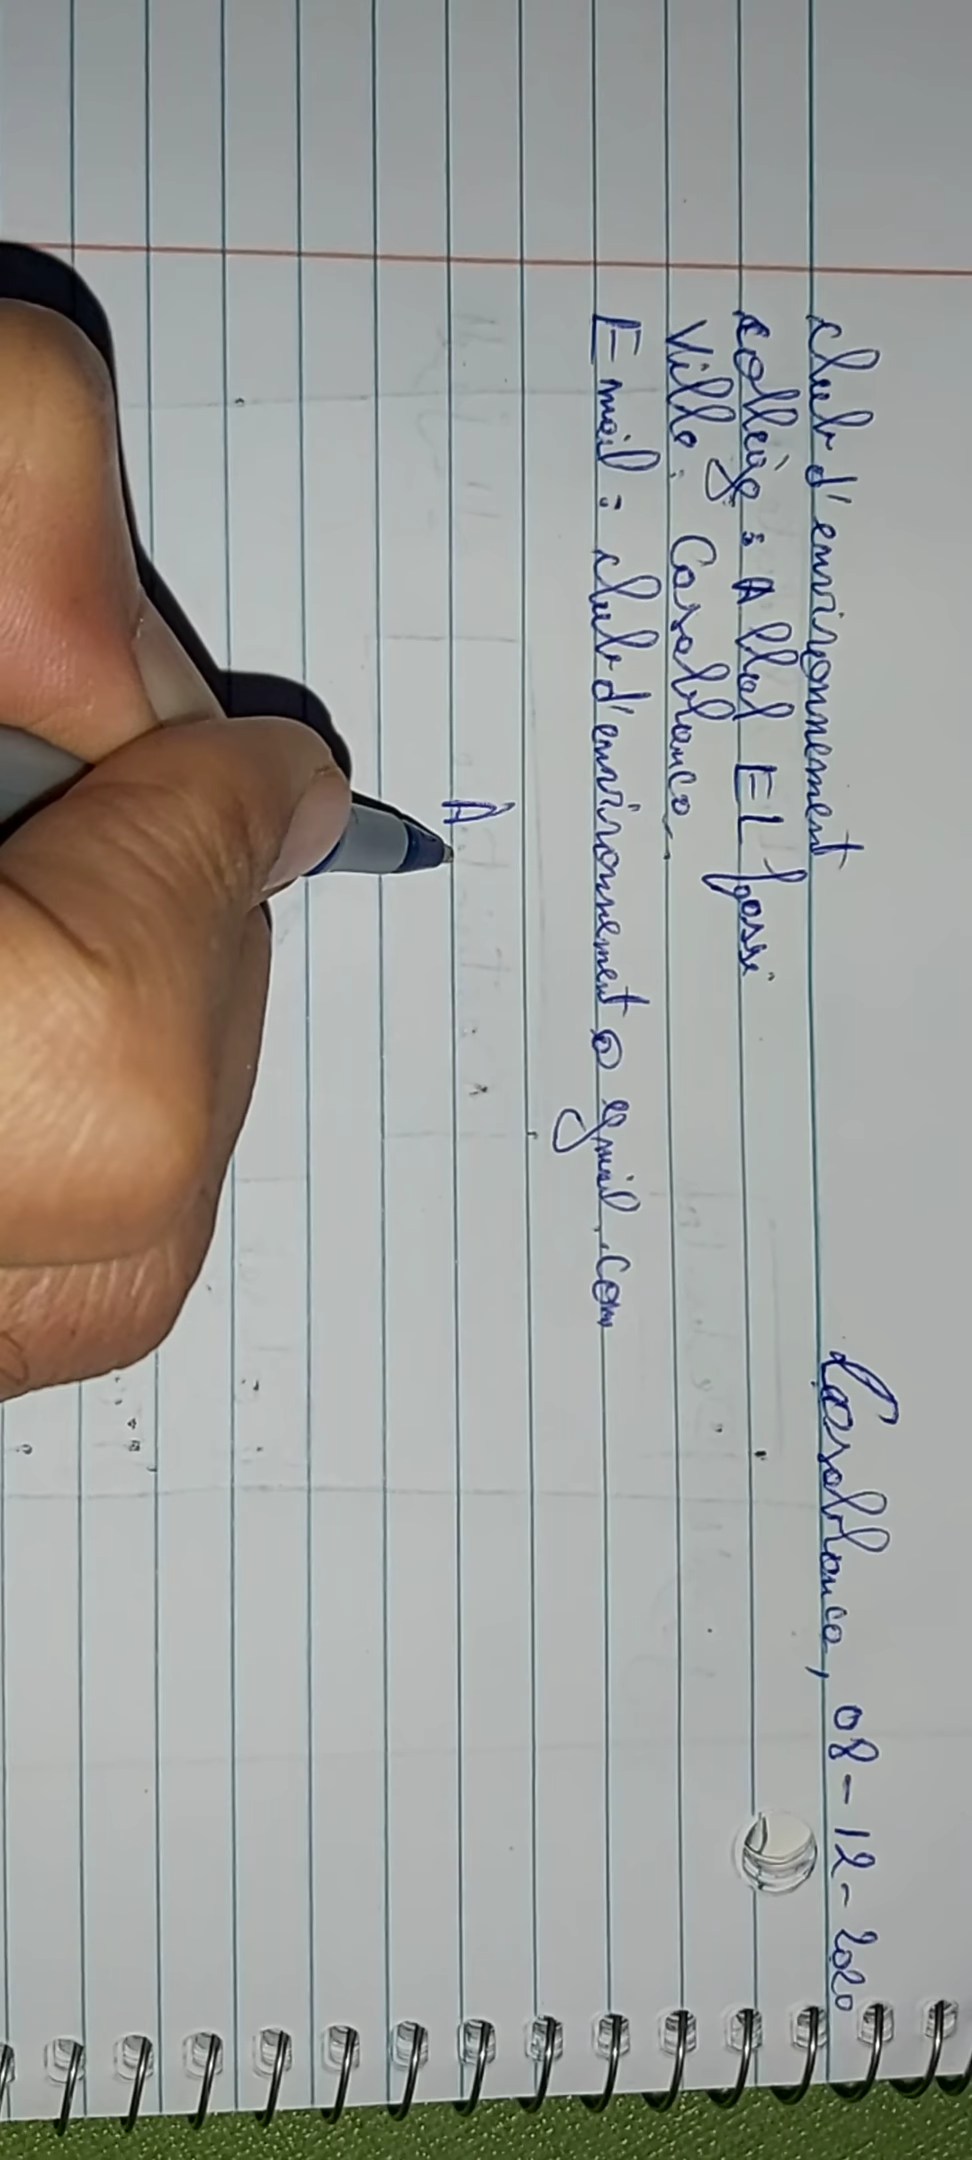 club d'environnement Casablanca, 08-12-2020
collège : Allal EL fassi
Ville : Casablanca.
Email : club d'environnement@gmail.com
A